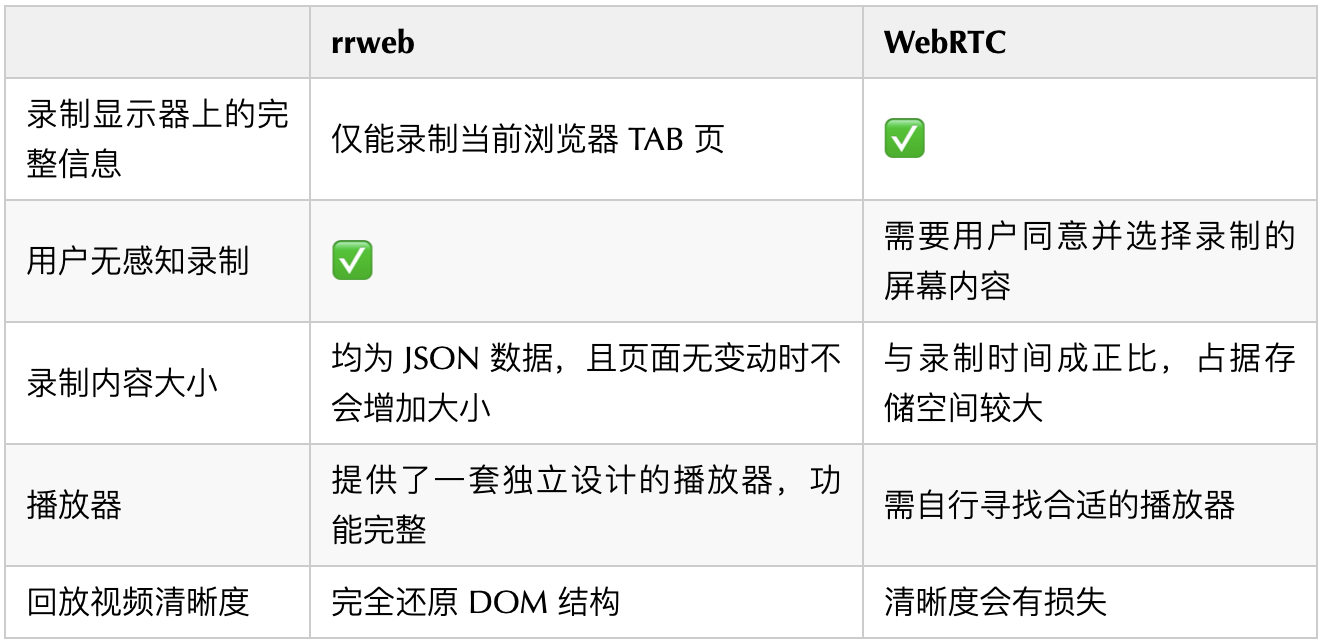 rrweb
WebRTC
录制显示器上的完
整信息
仅能录制当前浏览器 TAB 页
✅
用户无感知录制
✅
需要用户同意并选择录制的
屏幕内容
录制内容大小
均为 JSON 数据，且页面无变动时不
会增加大小
与录制时间成正比，占据存
储空间较大
播放器
提供了一套独立设计的播放器，功
能完整
需自行寻找合适的播放器
回放视频清晰度
完全还原 DOM 结构
清晰度会有损失